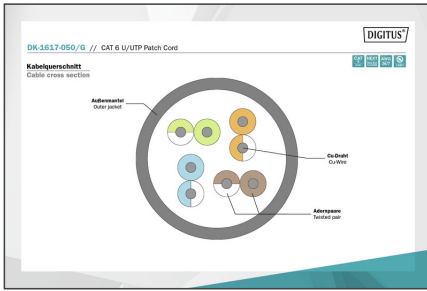 DIGITUS®
DK-1617-050/G // CAT 6 U/UTP Patch Cord
Kabelquerschnitt
Cable cross section
Außenmantel
Outer jacket
Cu-Draht
Cu-Wire
Adernpaare
Twisted pair